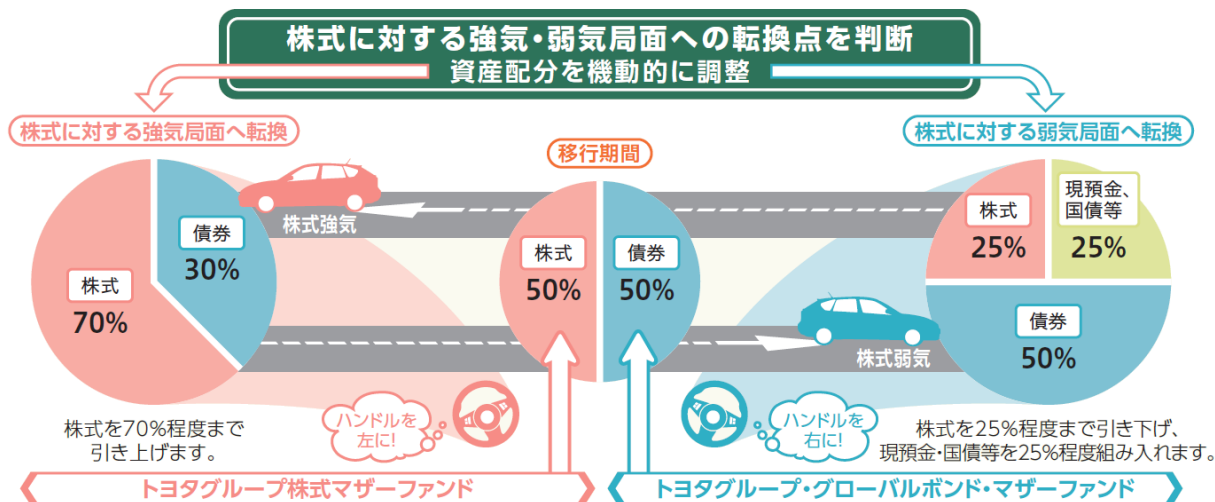 株式に対する強気・弱気局面への転換点を判断
資産配分を機動的に調整
株式に対する強気局面へ転換
移行期間
株式に対する弱気局面へ転換
株式強気
債券
30%
株式
70%
株式
50%
債券
50%
株式
25%
現預金、
国債等
25%
債券
50%
株式弱気
株式を70%程度まで
引き上げます。
ハンドルを
左に!
ハンドルを
右に!
株式を25%程度まで引き下げ、
現預金・国債等を25%程度組み入れます。
トヨタグループ株式マザーファンド
トヨタグループ・グローバルボンド・マザーファンド